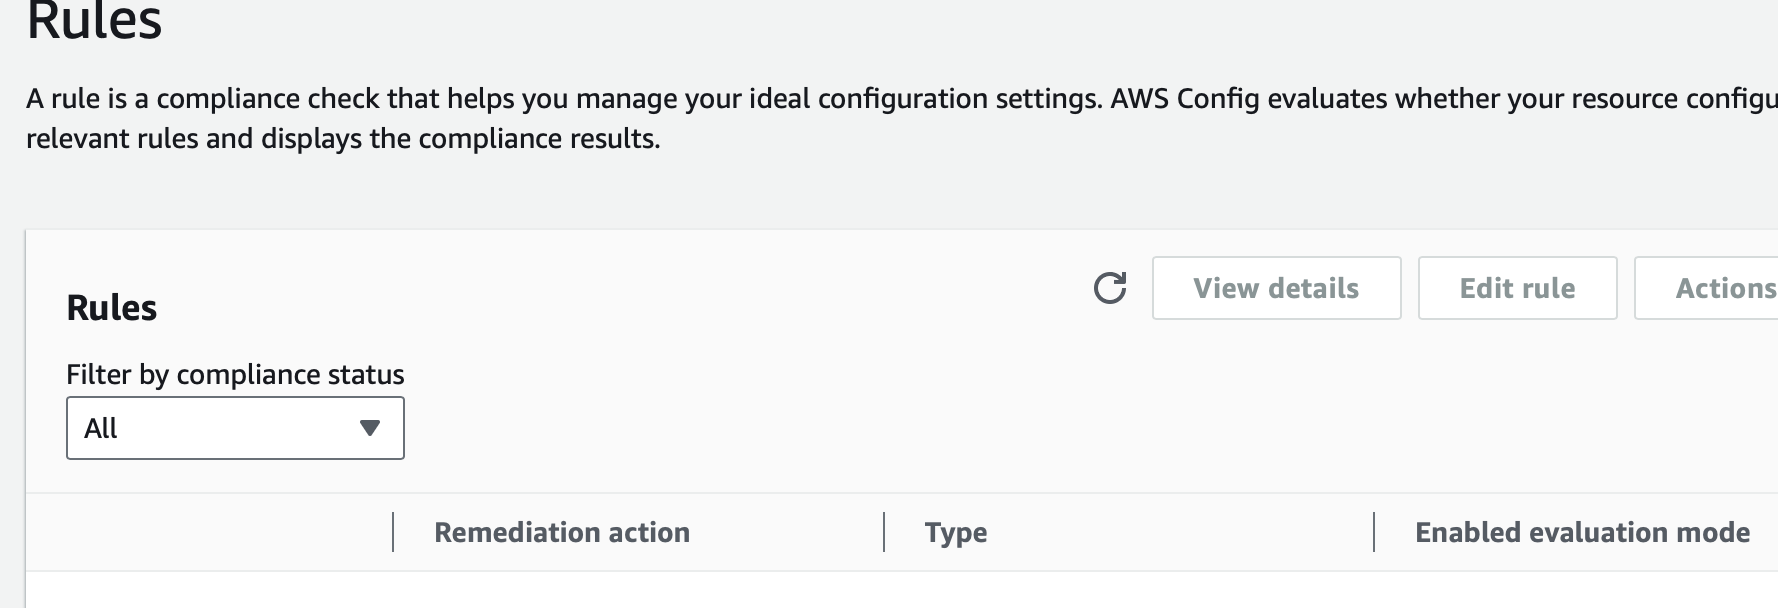 Rules
A rule is a compliance check that helps you manage your ideal configuration settings. AWS Config evaluates whether your resource configu
relevant rules and displays the compliance results.
Rules
View details
Edit rule
Actions
Filter by compliance status
All
Remediation action
Type
Enabled evaluation mode